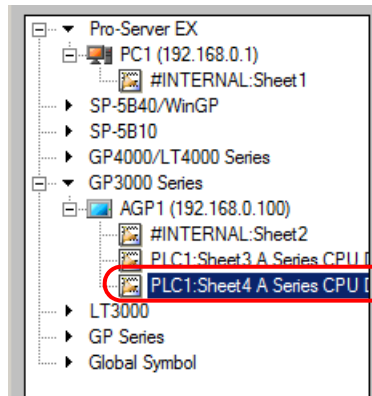 Pro-Server EX
PC1 (192.168.0.1)
#INTERNAL:Sheet1
SP-5B40/WinGP
SP-5B10
GP4000/LT4000 Series
GP3000 Series
AGP1 (192.168.0.100)
#INTERNAL:Sheet2
PLC1:Sheet3 A Series CPU
PLC1:Sheet4 A Series CPU
LT3000
GP Series
Global Symbol